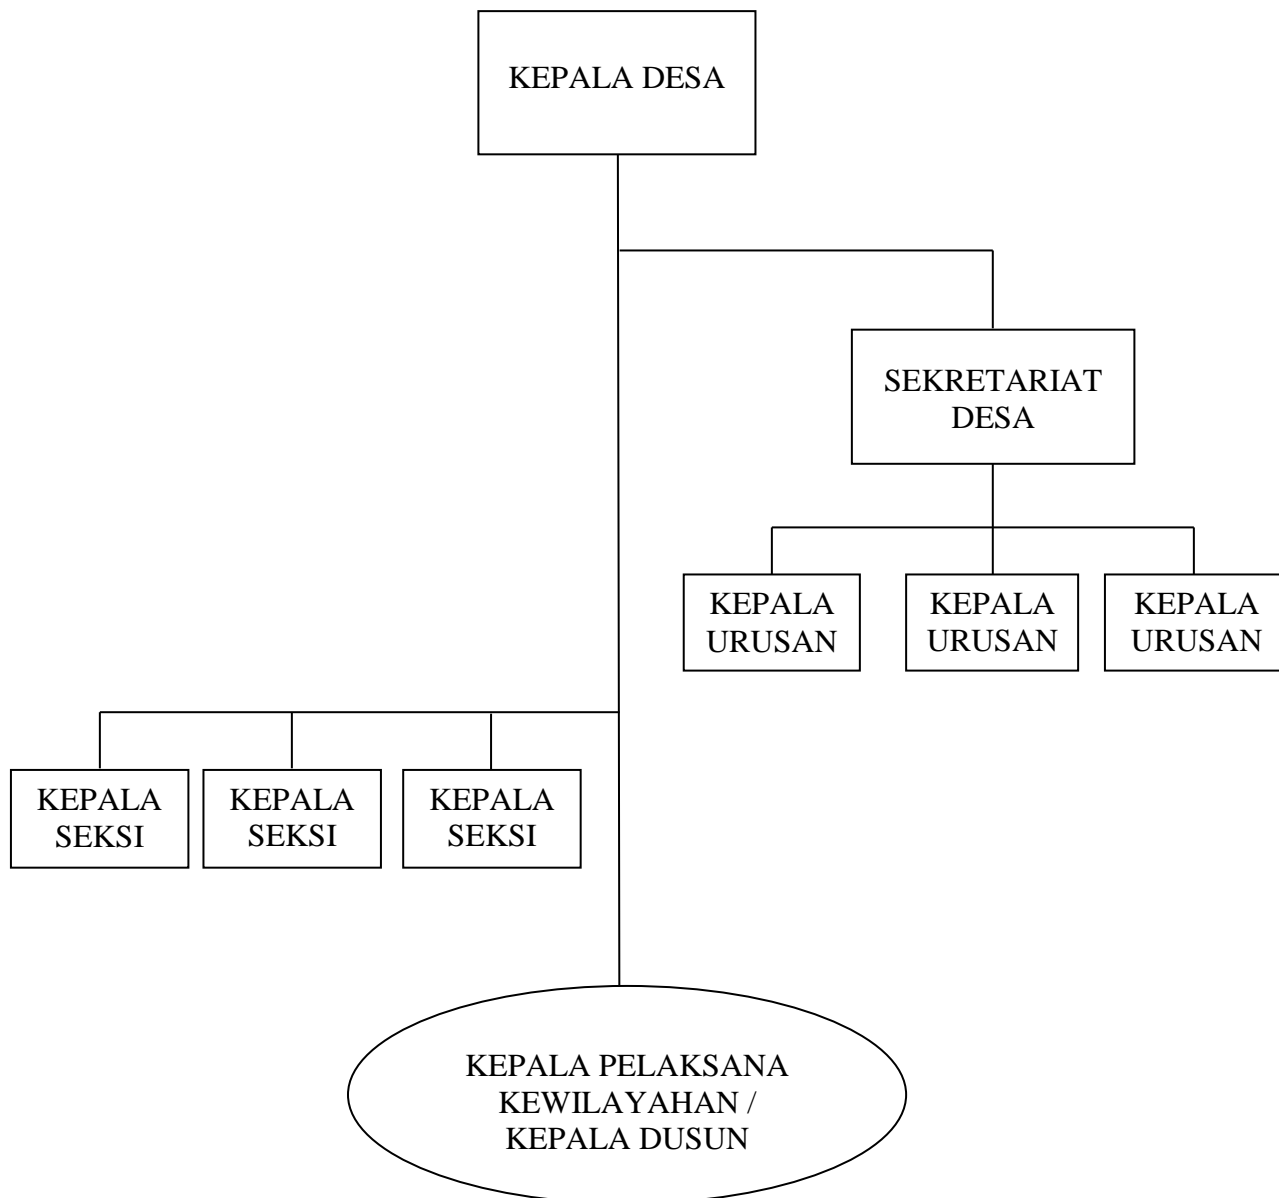 KEPALA DESA
SEKRETARIAT
DESA
KEPALA
URUSAN
KEPALA
URUSAN
KEPALA
URUSAN
KEPALA
SEKSI
KEPALA
SEKSI
KEPALA
SEKSI
KEPALA PELAKSANA
KEWILAYAHAN /
KEPALA DUSUN